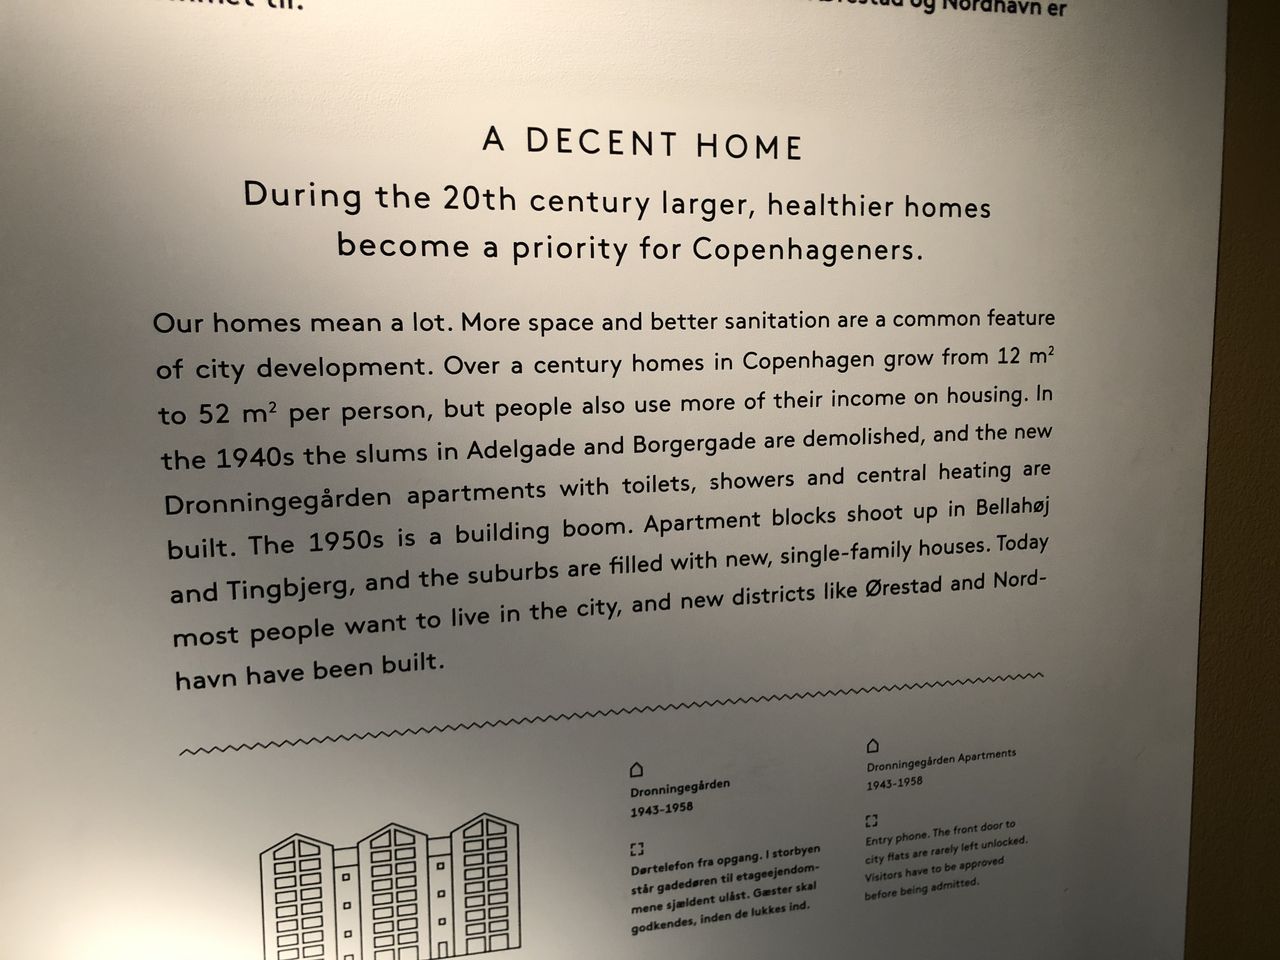 til.
og Nordhavn er
A DECENT HOME
During the 20th century larger, healthier homes
become a priority for Copenhageners.
Our homes mean a lot. More space and better sanitation are a common feature
of city development. Over a century homes in Copenhagen grow from 12 m²
to 52 m² per person, but people also use more of their income on housing. In
the 1940s the slums in Adelgade and Borgergade are demolished, and the new
Dronningegården apartments with toilets, showers and central heating are
built. The 1950s is a building boom. Apartment blocks shoot up in Bellahøj
and Tingbjerg, and the suburbs are filled with new, single-family houses. Today
most people want to live in the city, and new districts like Ørestad and Nord-
havn have been built.
Dronningegården
1943-1958
Dørtelefon fra opgang. I storbyen
står gadedøren til etageejendom-
mene sjældent ulåst. Gæster skal
godkendes, inden de lukkes ind.
Dronningegården Apartments
1943-1958
Entry phone. The front door to
city flats are rarely left unlocked.
Visitors have to be approved
before being admitted.